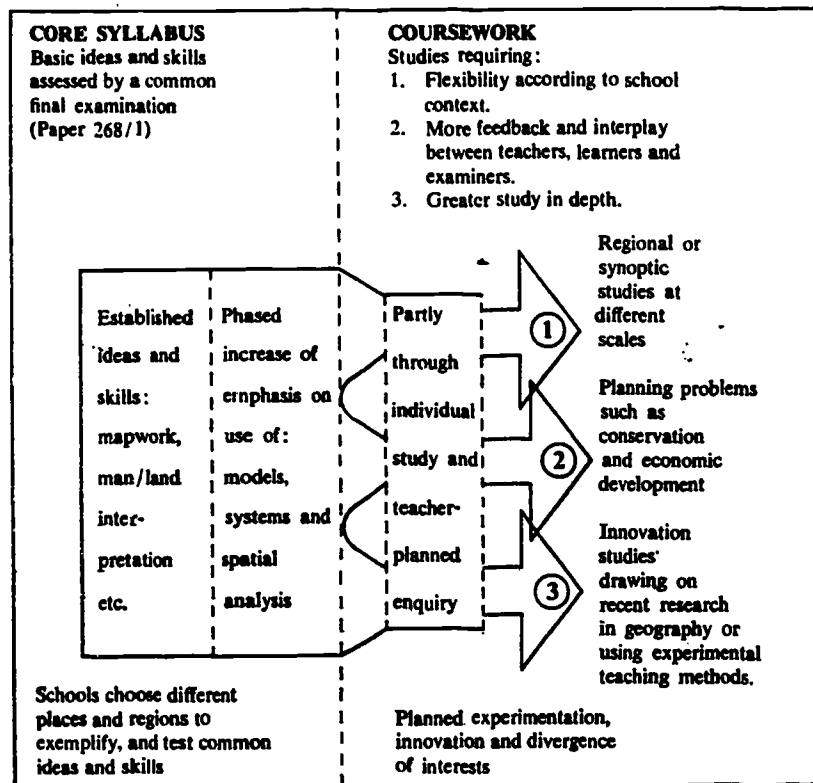 CORE SYLLABUS
Basic ideas and skills
assessed by a common
final examination
(Paper 268/1)
COURSEWORK
Studies requiring:
1. Flexibility according to school
context.
2. More feedback and interplay
between teachers, learners and
examiners.
3. Greater study in depth.
Established
ideas and
skills:
mapwork,
man/land
inter-
pretation
etc.
Phased
increase of
emphasis on
use of:
models,
systems and
spatial
analysis
Partly
through
individual
study and
teacher-
planned
enquiry
1
Regional or
synoptic
studies at
different
scales
2
Planning problems
such as
conservation
and economic
development
3
Innovation
studies
drawing on
recent research
in geography or
using experimental
teaching methods.
Schools choose different
places and regions to
exemplify, and test common
ideas and skills
Planned experimentation,
innovation and divergence
of interests